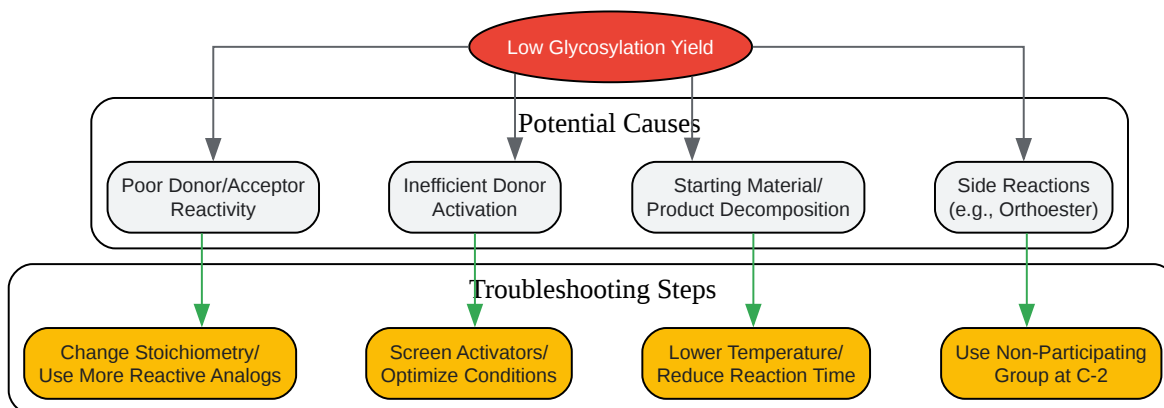 Low Glycosylation Yield
Potential Causes
Poor Donor/Acceptor
Reactivity
Inefficient Donor
Activation
Starting Material/
Product Decomposition
Side Reactions
(e.g., Orthoester)
Troubleshooting Steps
Change Stoichiometry/
Use More Reactive Analogs
Screen Activators/
Optimize Conditions
Lower Temperature/
Reduce Reaction Time
Use Non-Participating
Group at C-2